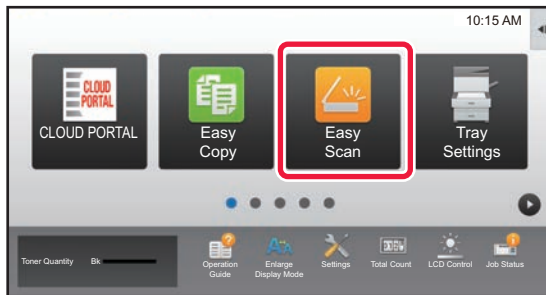 10:15 AM
CLOUD
PORTAL
CLOUD PORTAL
Easy
Copy
Easy
Scan
Tray
Settings
Toner Quantity Bk
Operation
Guide
Enlarge
Display Mode
Settings
Total Count
LCD Control
Job Status